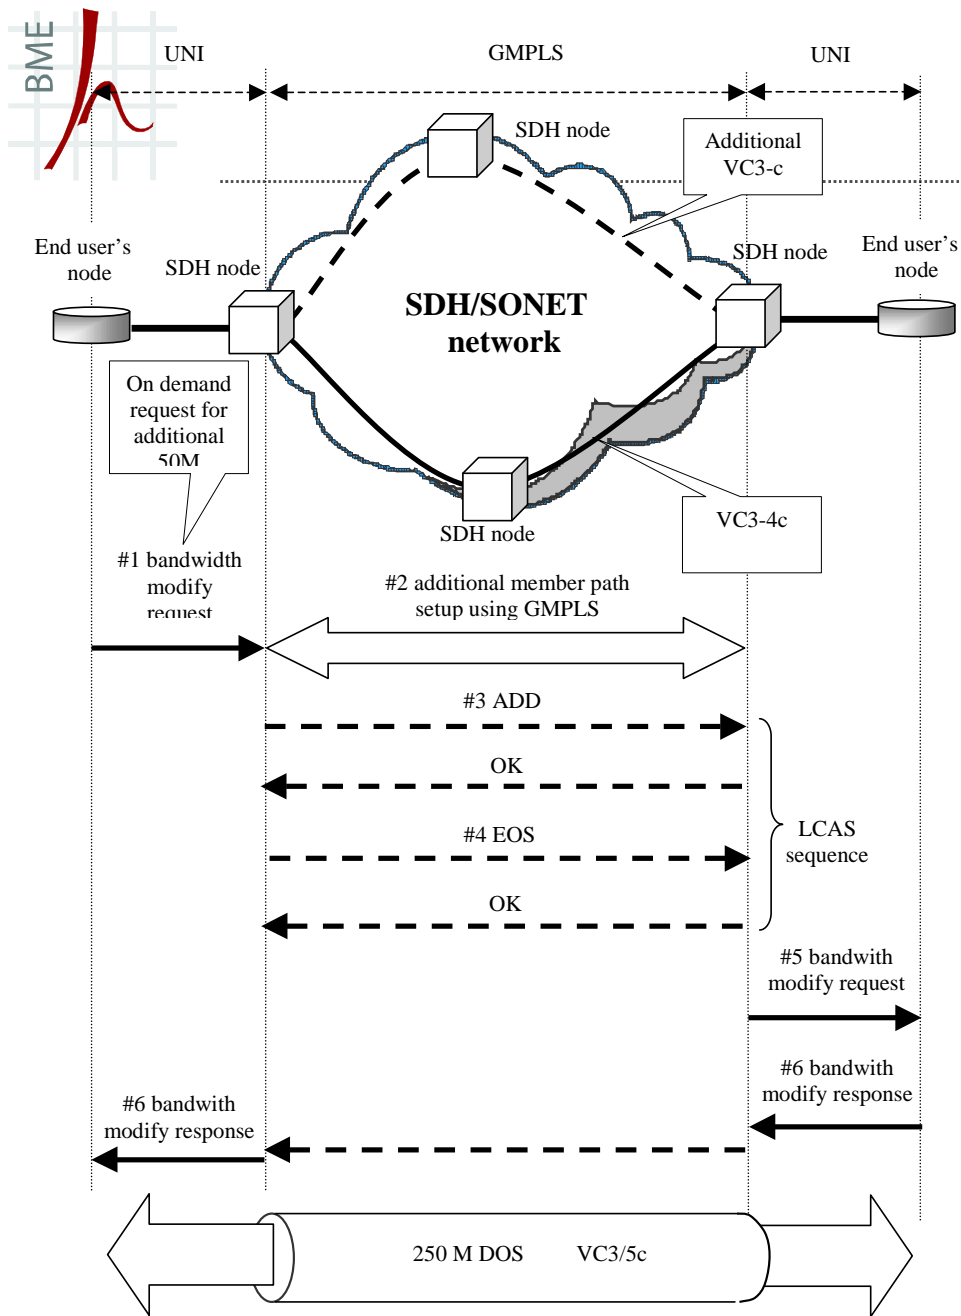 BME
UNI
GMPLS
UNI
SDH node
Additional
VC3-c
End user's
node
SDH node
SDH node
End user's
node
SDH/SONET
network
On demand
request for
additional
50M
VC3-4c
SDH node
#1 bandwidth
modify
request
#2 additional member path
setup using GMPLS
#3 ADD
OK
#4 EOS
LCAS
sequence
OK
#5 bandwith
modify request
#6 bandwith
modify response
#6 bandwith
modify response
250 M DOS VC3/5c